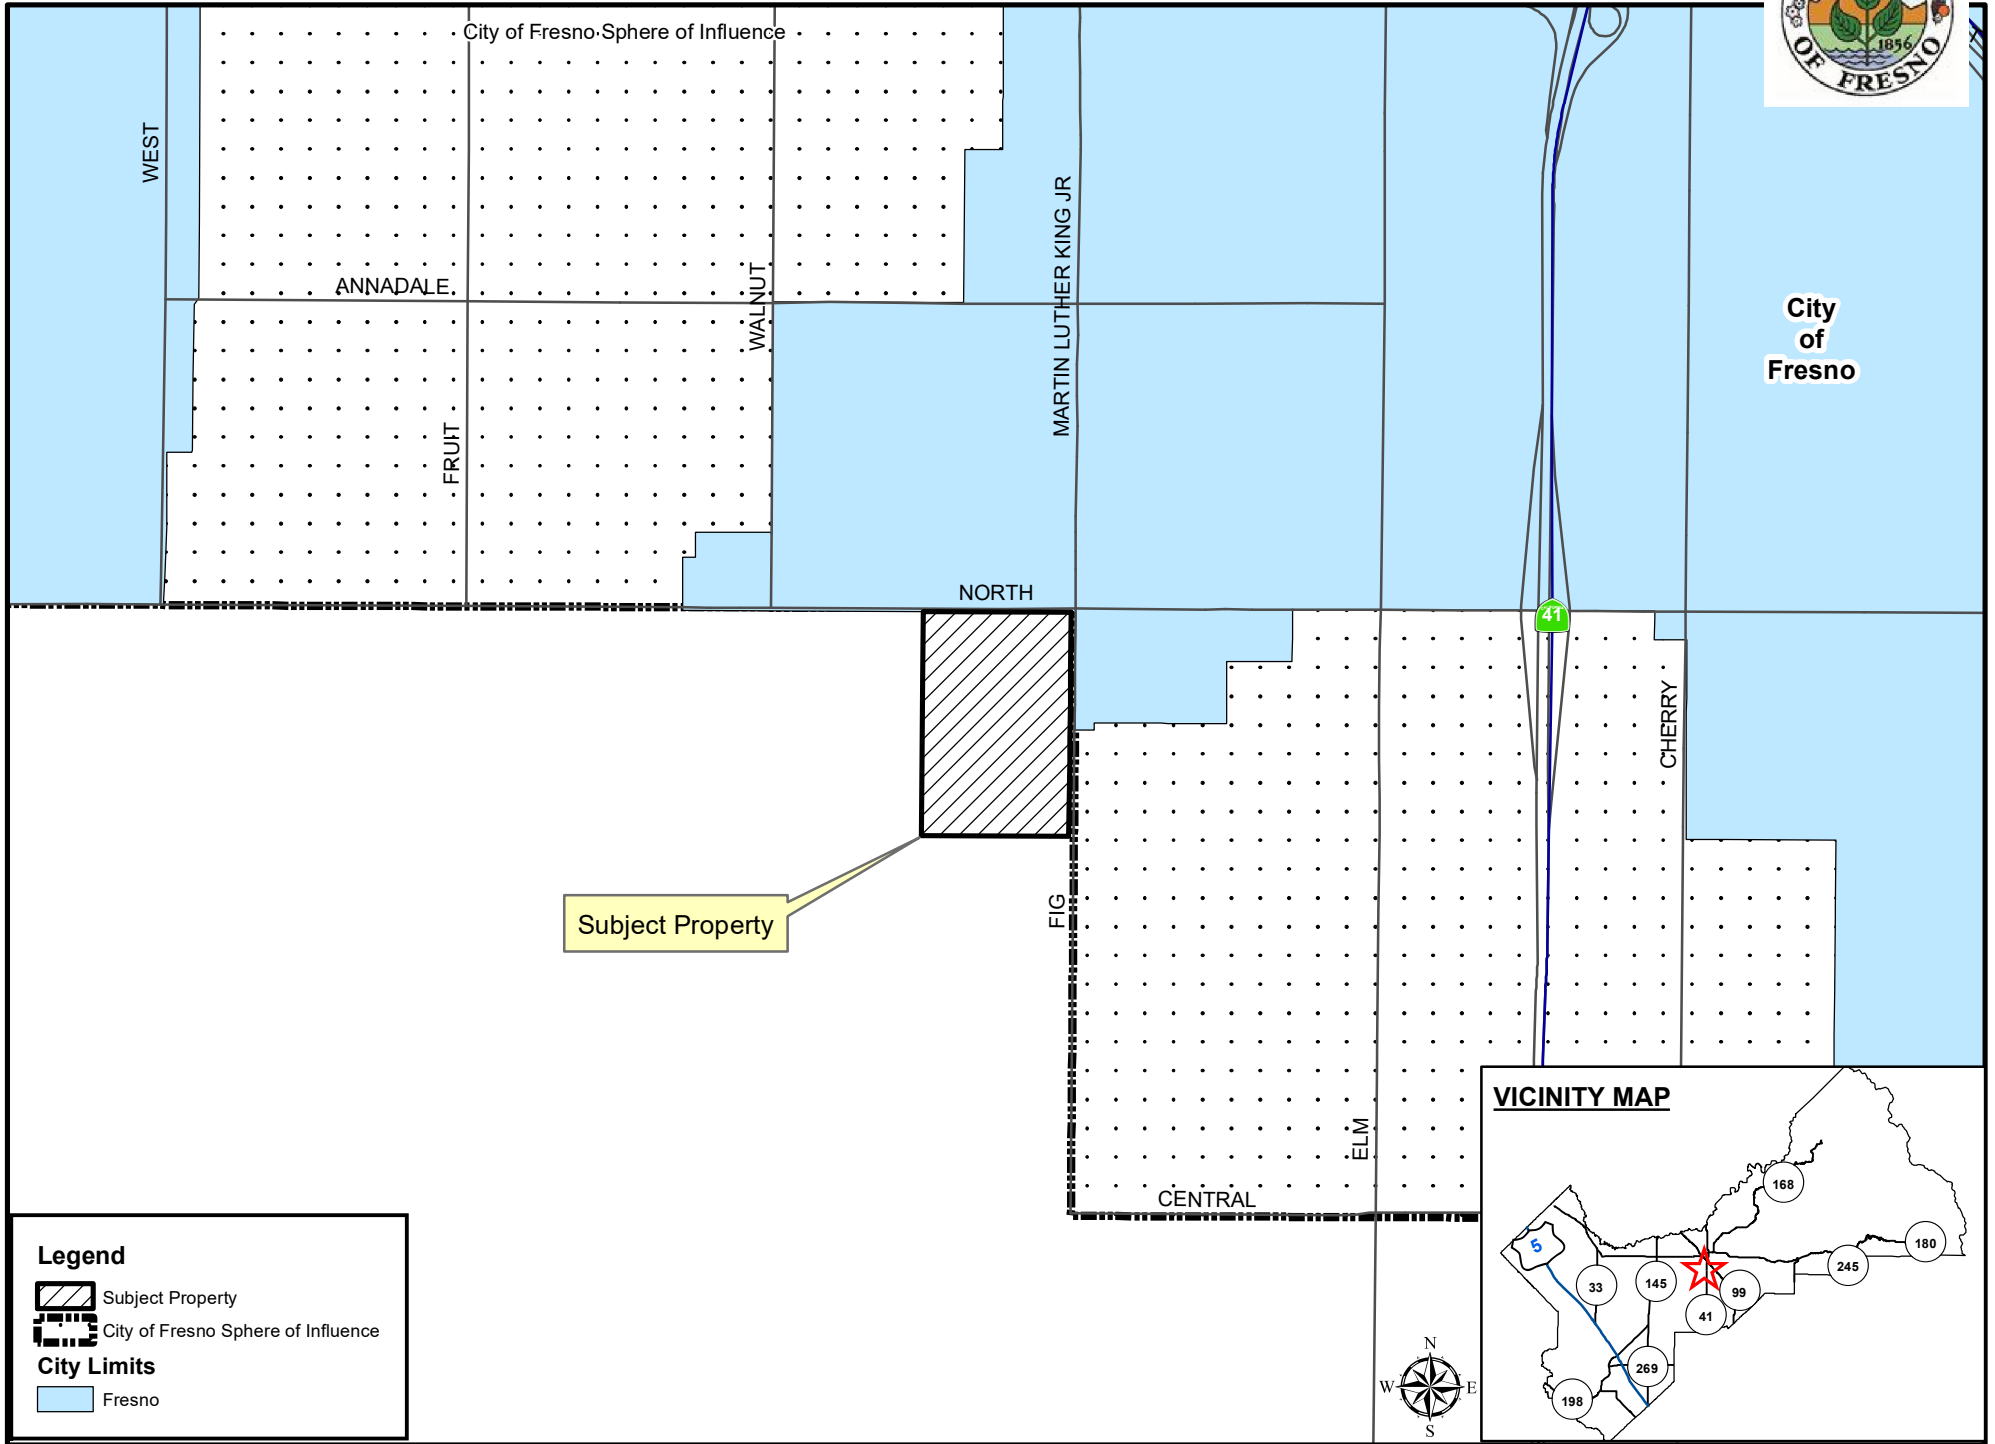 City of Fresno Sphere of Influence
1856
OF FRESNO
WEST
ANNADALE
WALNUT
MARTIN LUTHER KING JR
FRUIT
City
of
Fresno
NORTH
41
CHERRY
Subject Property
FIG
ELM
CENTRAL
VICINITY MAP
168
180
245
5
33
145
99
41
269
198
N
W
E
S
Legend
Subject Property
City of Fresno Sphere of Influence
City Limits
Fresno